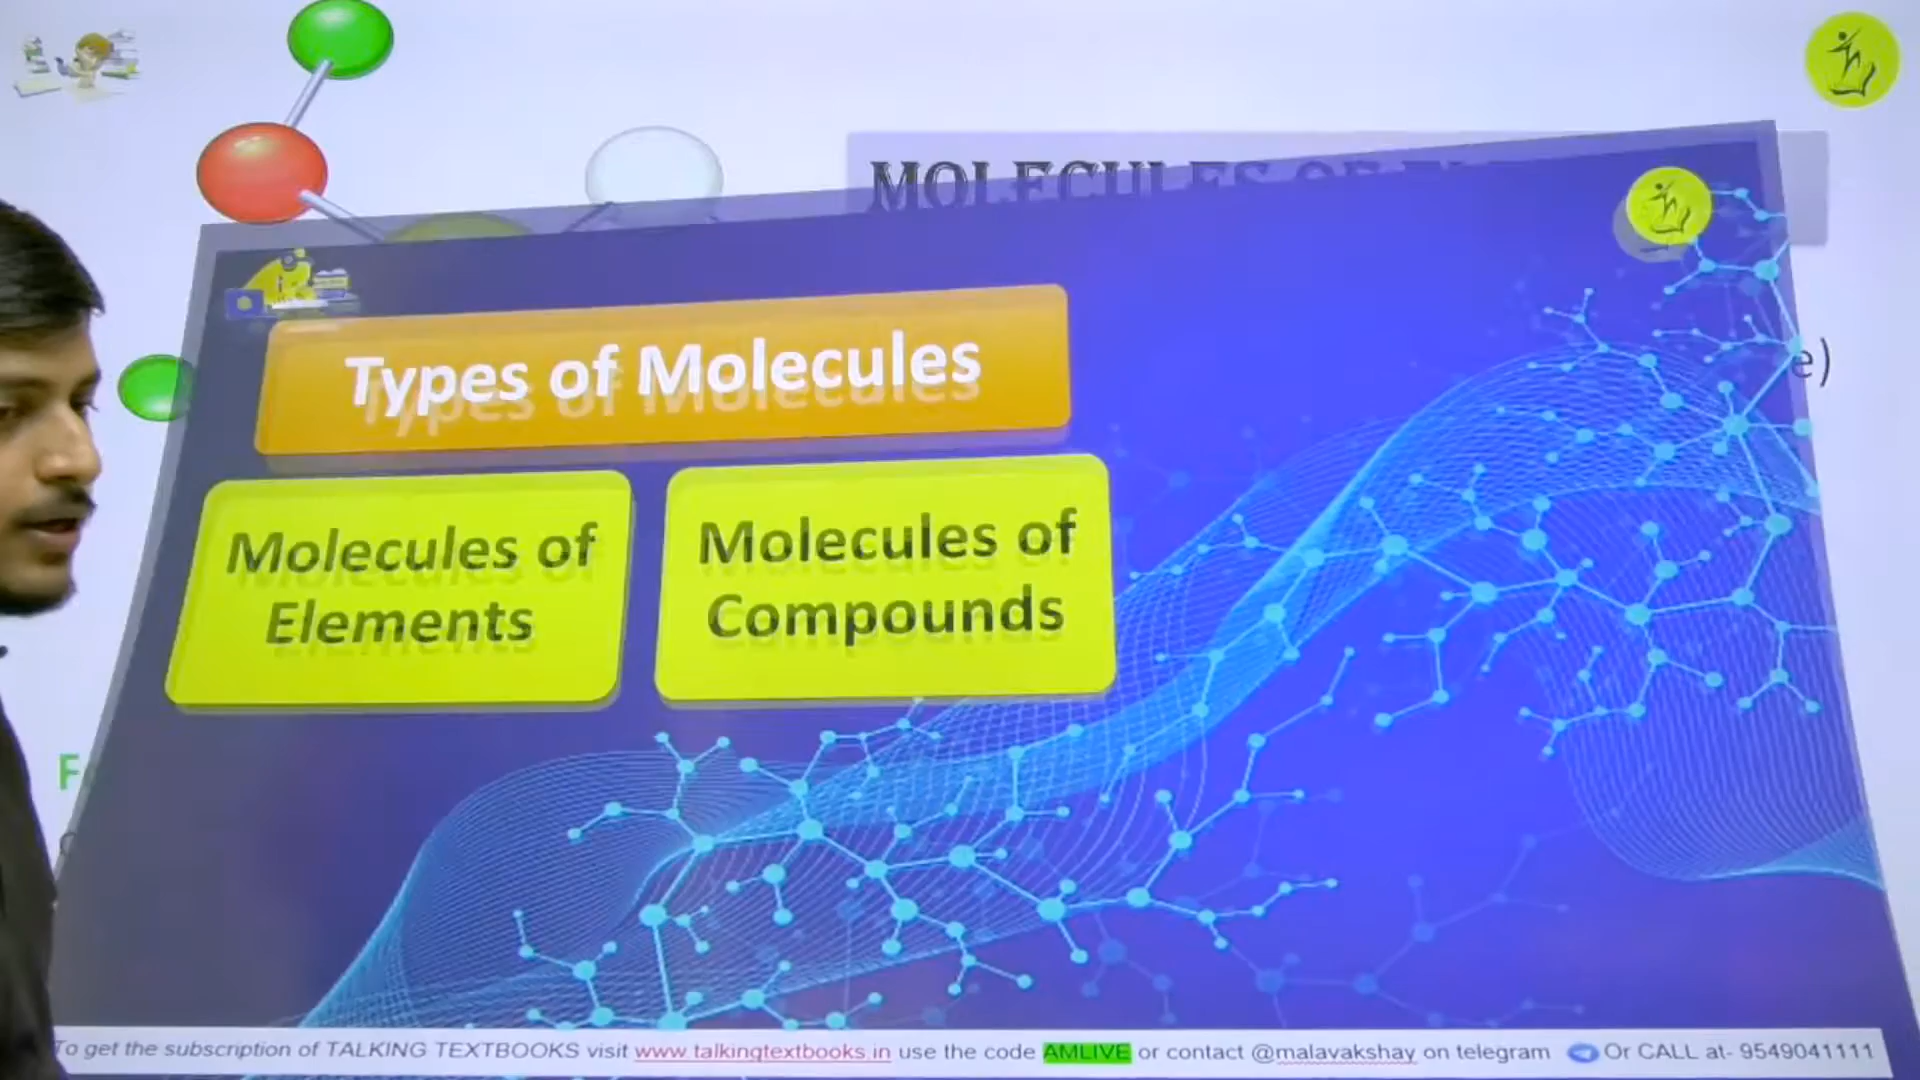 MOLECULES OF
e)
Types of Molecules
Molecules of
Elements
Molecules of
Compounds
F
To get the subscription of TALKING TEXTBOOKS visit www.talkingtextbooks.in use the code AMLIVE or contact @malavakshay on telegram Or CALL at- 9549041111